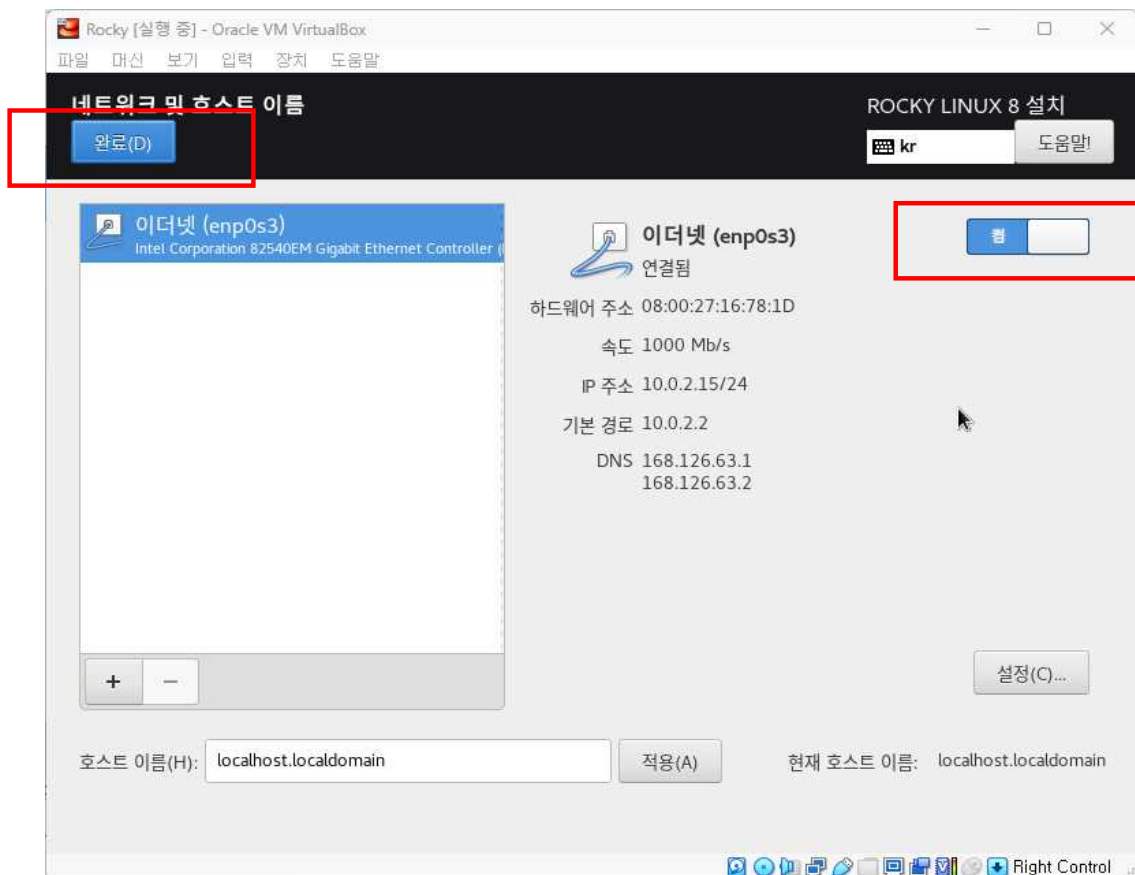 Rocky [실행 중] - Oracle VM VirtualBox
파일 머신 보기 입력 장치 도움말
네트워크 및 호스트 이름
ROCKY LINUX 8 설치
완료(D)
kr
도움말!
이더넷 (enp0s3)
Intel Corporation 82540EM Gigabit Ethernet Controller (
켬
이더넷 (enp0s3)
연결됨
하드웨어 주소 08:00:27:16:78:1D
속도 1000 Mb/s
IP 주소 10.0.2.15/24
기본 경로 10.0.2.2
DNS 168.126.63.1
168.126.63.2
+ −
설정(C)...
호스트 이름(H): localhost.localdomain 적용(A) 현재 호스트 이름: localhost.localdomain
Right Control